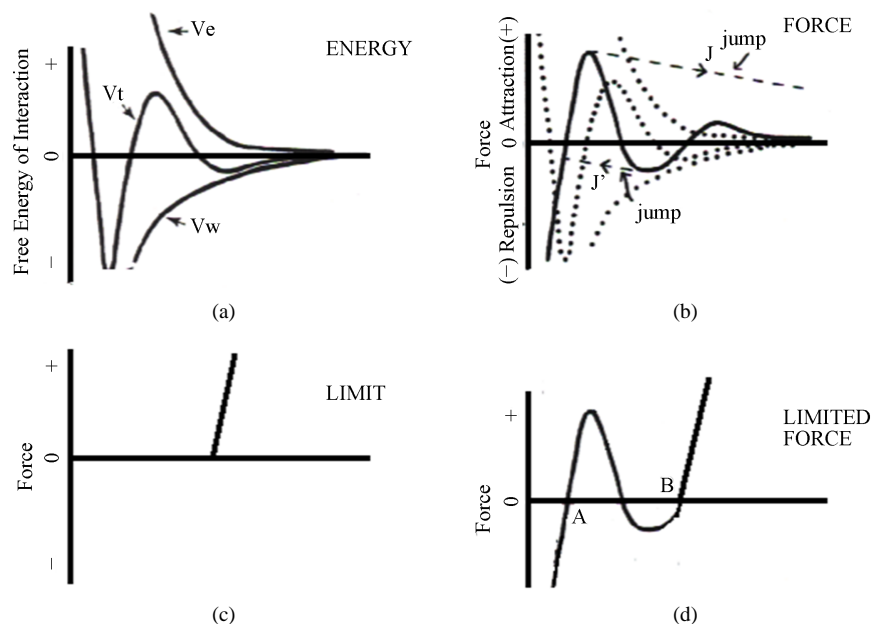 Ve
ENERGY
Vt
Vw
Free Energy of Interaction
+
0
−
(a)
FORCE
jump
J
J’
jump
Force
(−) Repulsion 0 Attraction(+)
(b)
LIMIT
Force
+
0
−
(c)
LIMITED
FORCE
B
A
Force
+
0
(d)